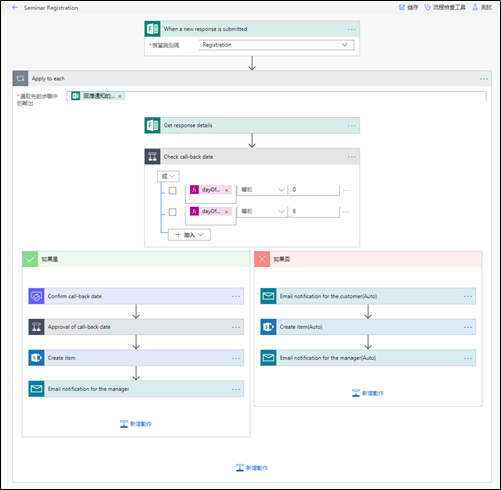 Seminar Registration
儲存 流程檢查工具 測試
When a new response is submitted
*表單識別碼 Registration
Apply to each
*選取先前步驟中的輸出 回應通知的... ×
Get response details
Check call-back date
或
dayOf... × 等於 0
dayOf... × 等於 6
加入
如果是
如果否
Confirm call-back date
Approval of call-back date
Create item
Email notification for the manager
新增動作
Email notification for the customer(Auto)
Create item(Auto)
Email notification for the manager(Auto)
新增動作
新增動作